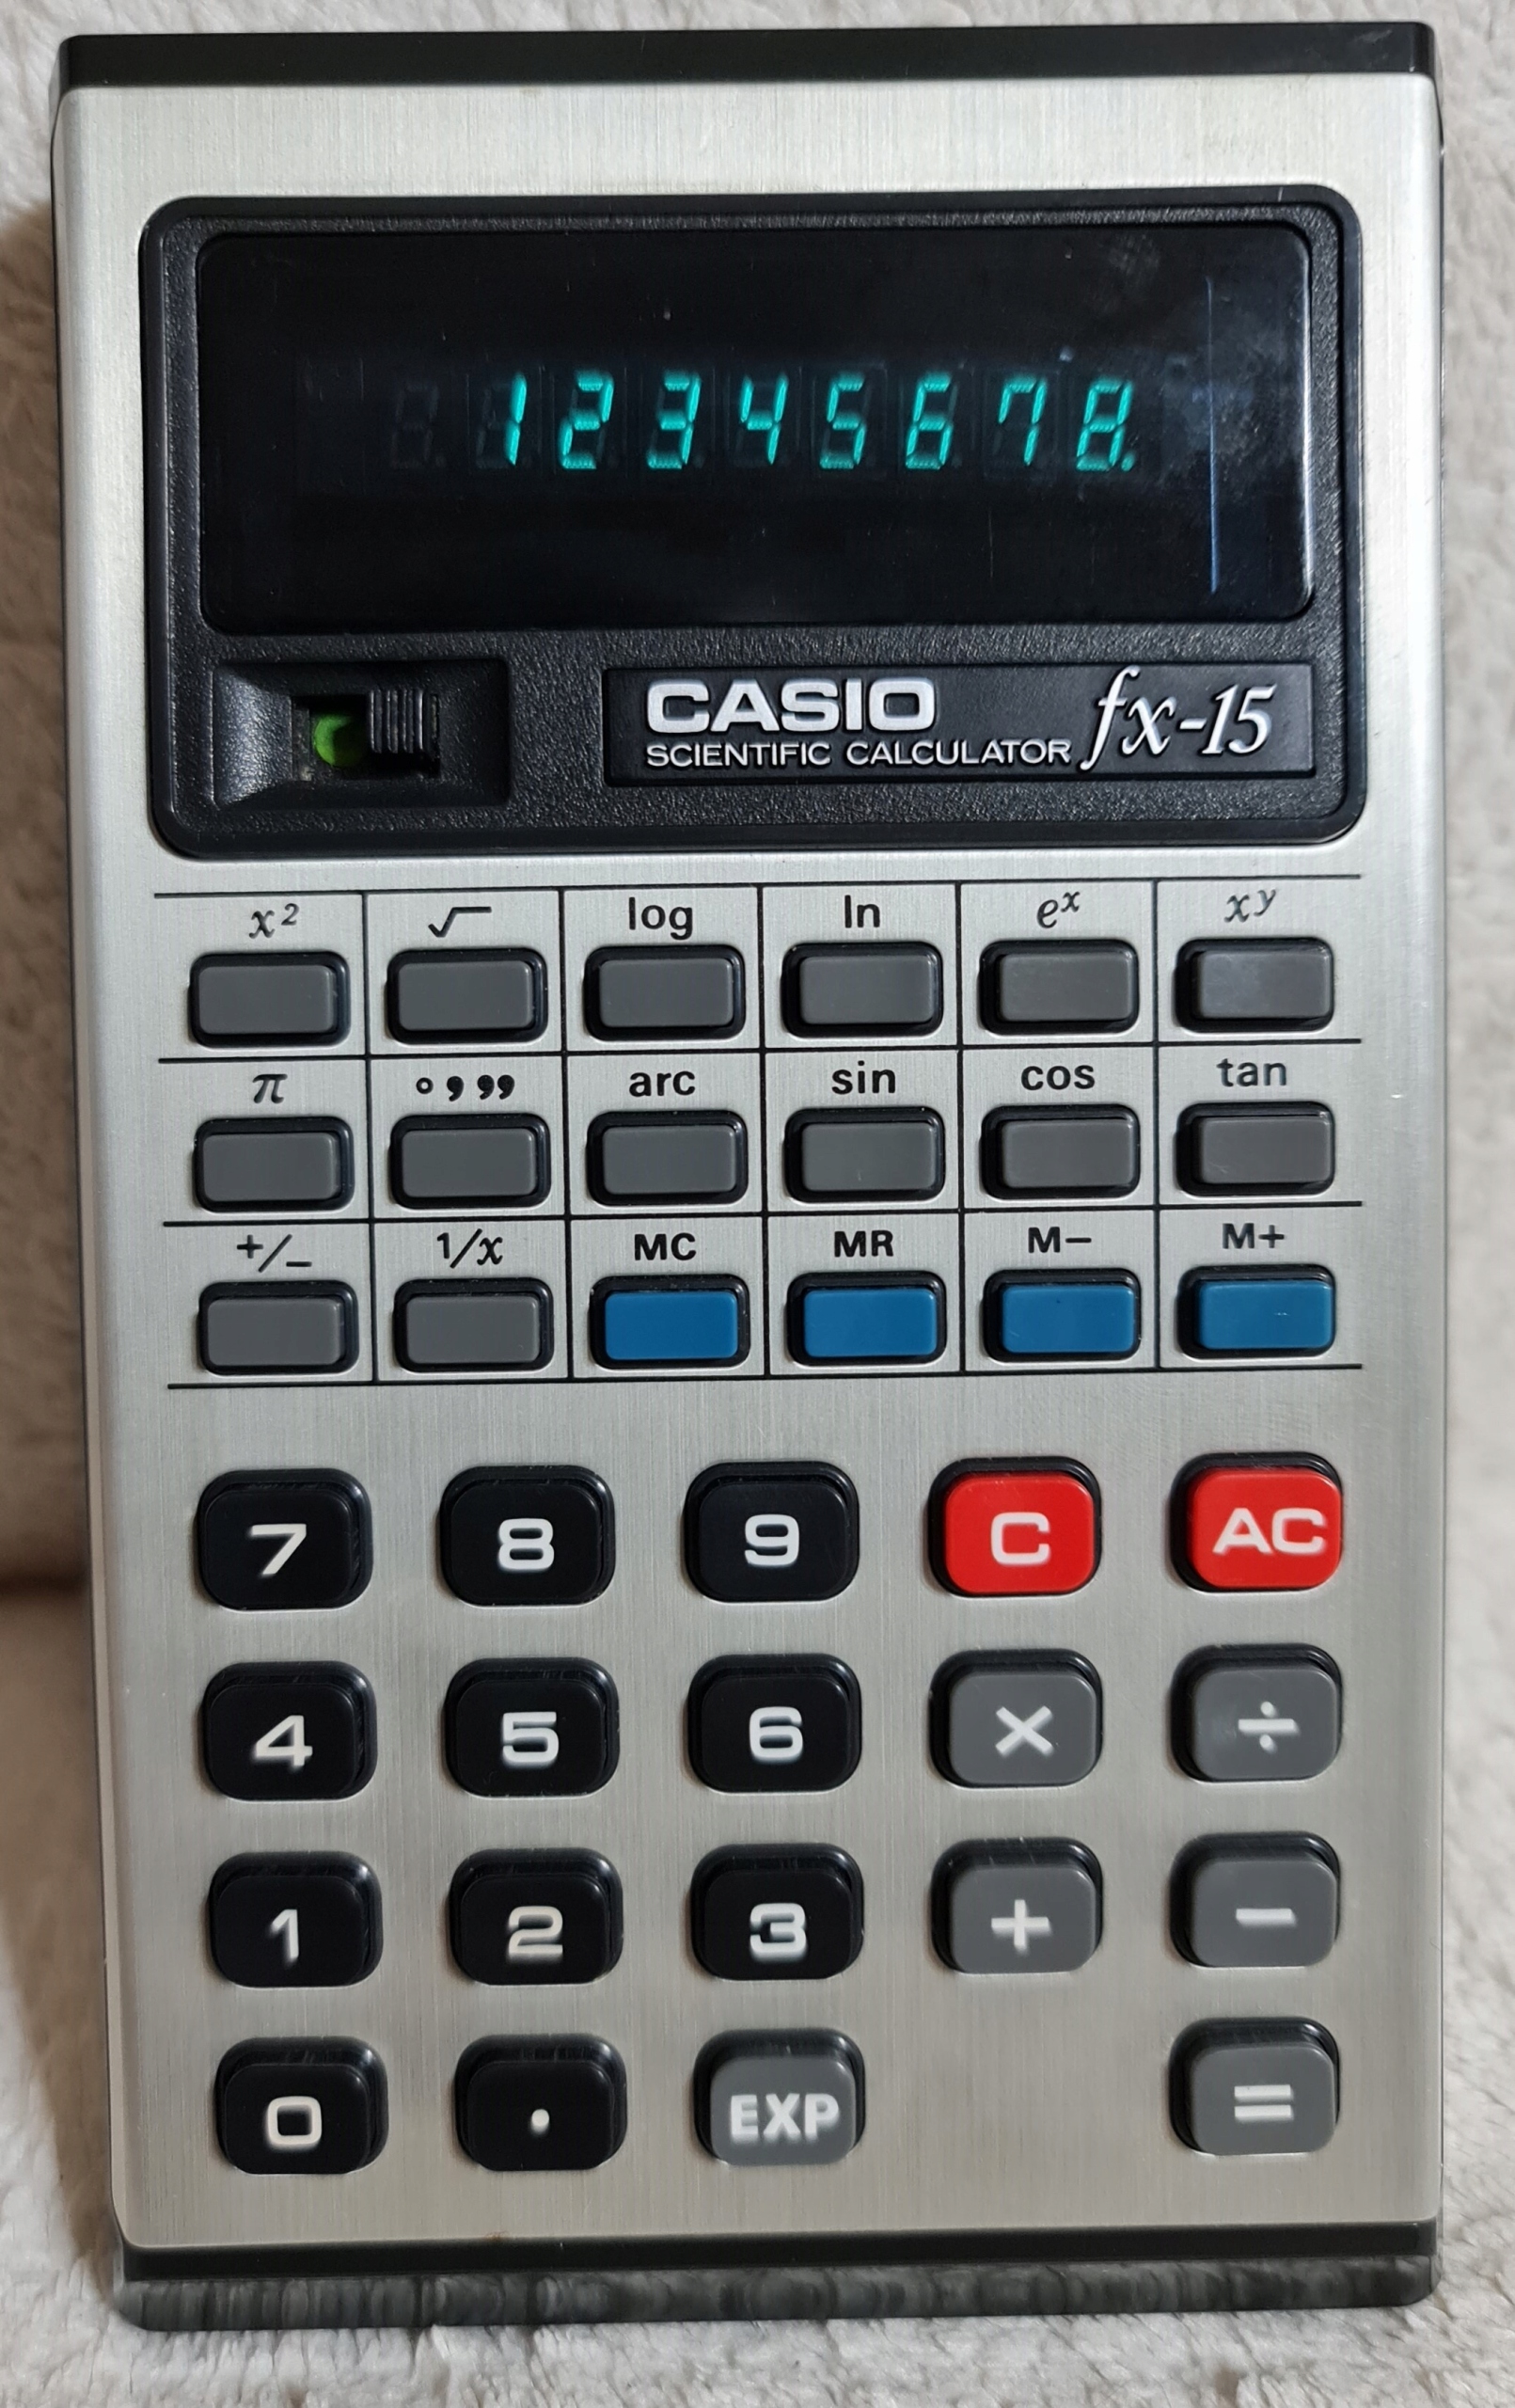 12345678.
CASIO fx-15
SCIENTIFIC CALCULATOR
x² √ log ln eˣ xʸ
π ° , ,, arc sin cos tan
+/− 1/x MC MR M− M+
7 8 9 C AC
4 5 6 × ÷
1 2 3 + −
0 . EXP =